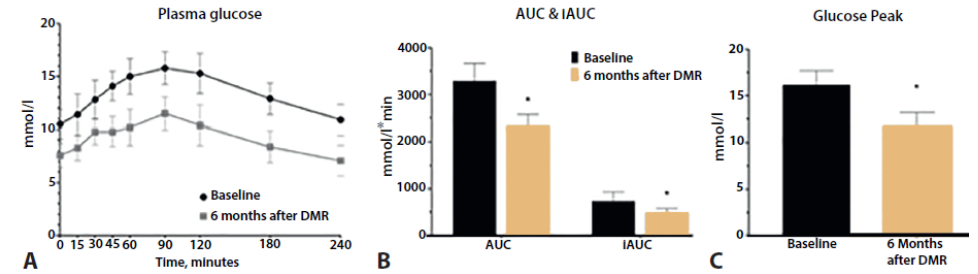 Plasma glucose
20
15
10
5
0
mmol/l
Baseline
6 months after DMR
0 15 30 45 60 90 120 180 240
Time, minutes
A
AUC & IAUC
4000
3000
2000
1000
0
mmol/l*min
Baseline
6 months after DMR
*
*
AUC iAUC
B
Glucose Peak
20
15
10
5
0
mmol/l
*
Baseline 6 Months
after DMR
C